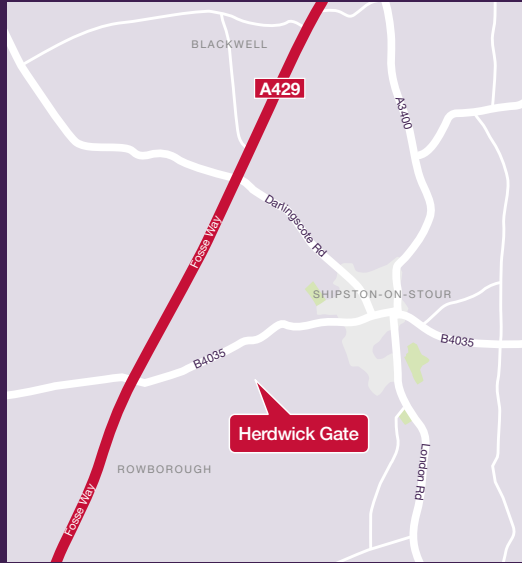 BLACKWELL
A429
A3400
Darlingscote Rd
Fosse Way
SHIPSTON-ON-STOUR
B4035
B4035
Herdwick Gate
ROWBOROUGH
London Rd
Fosse Way